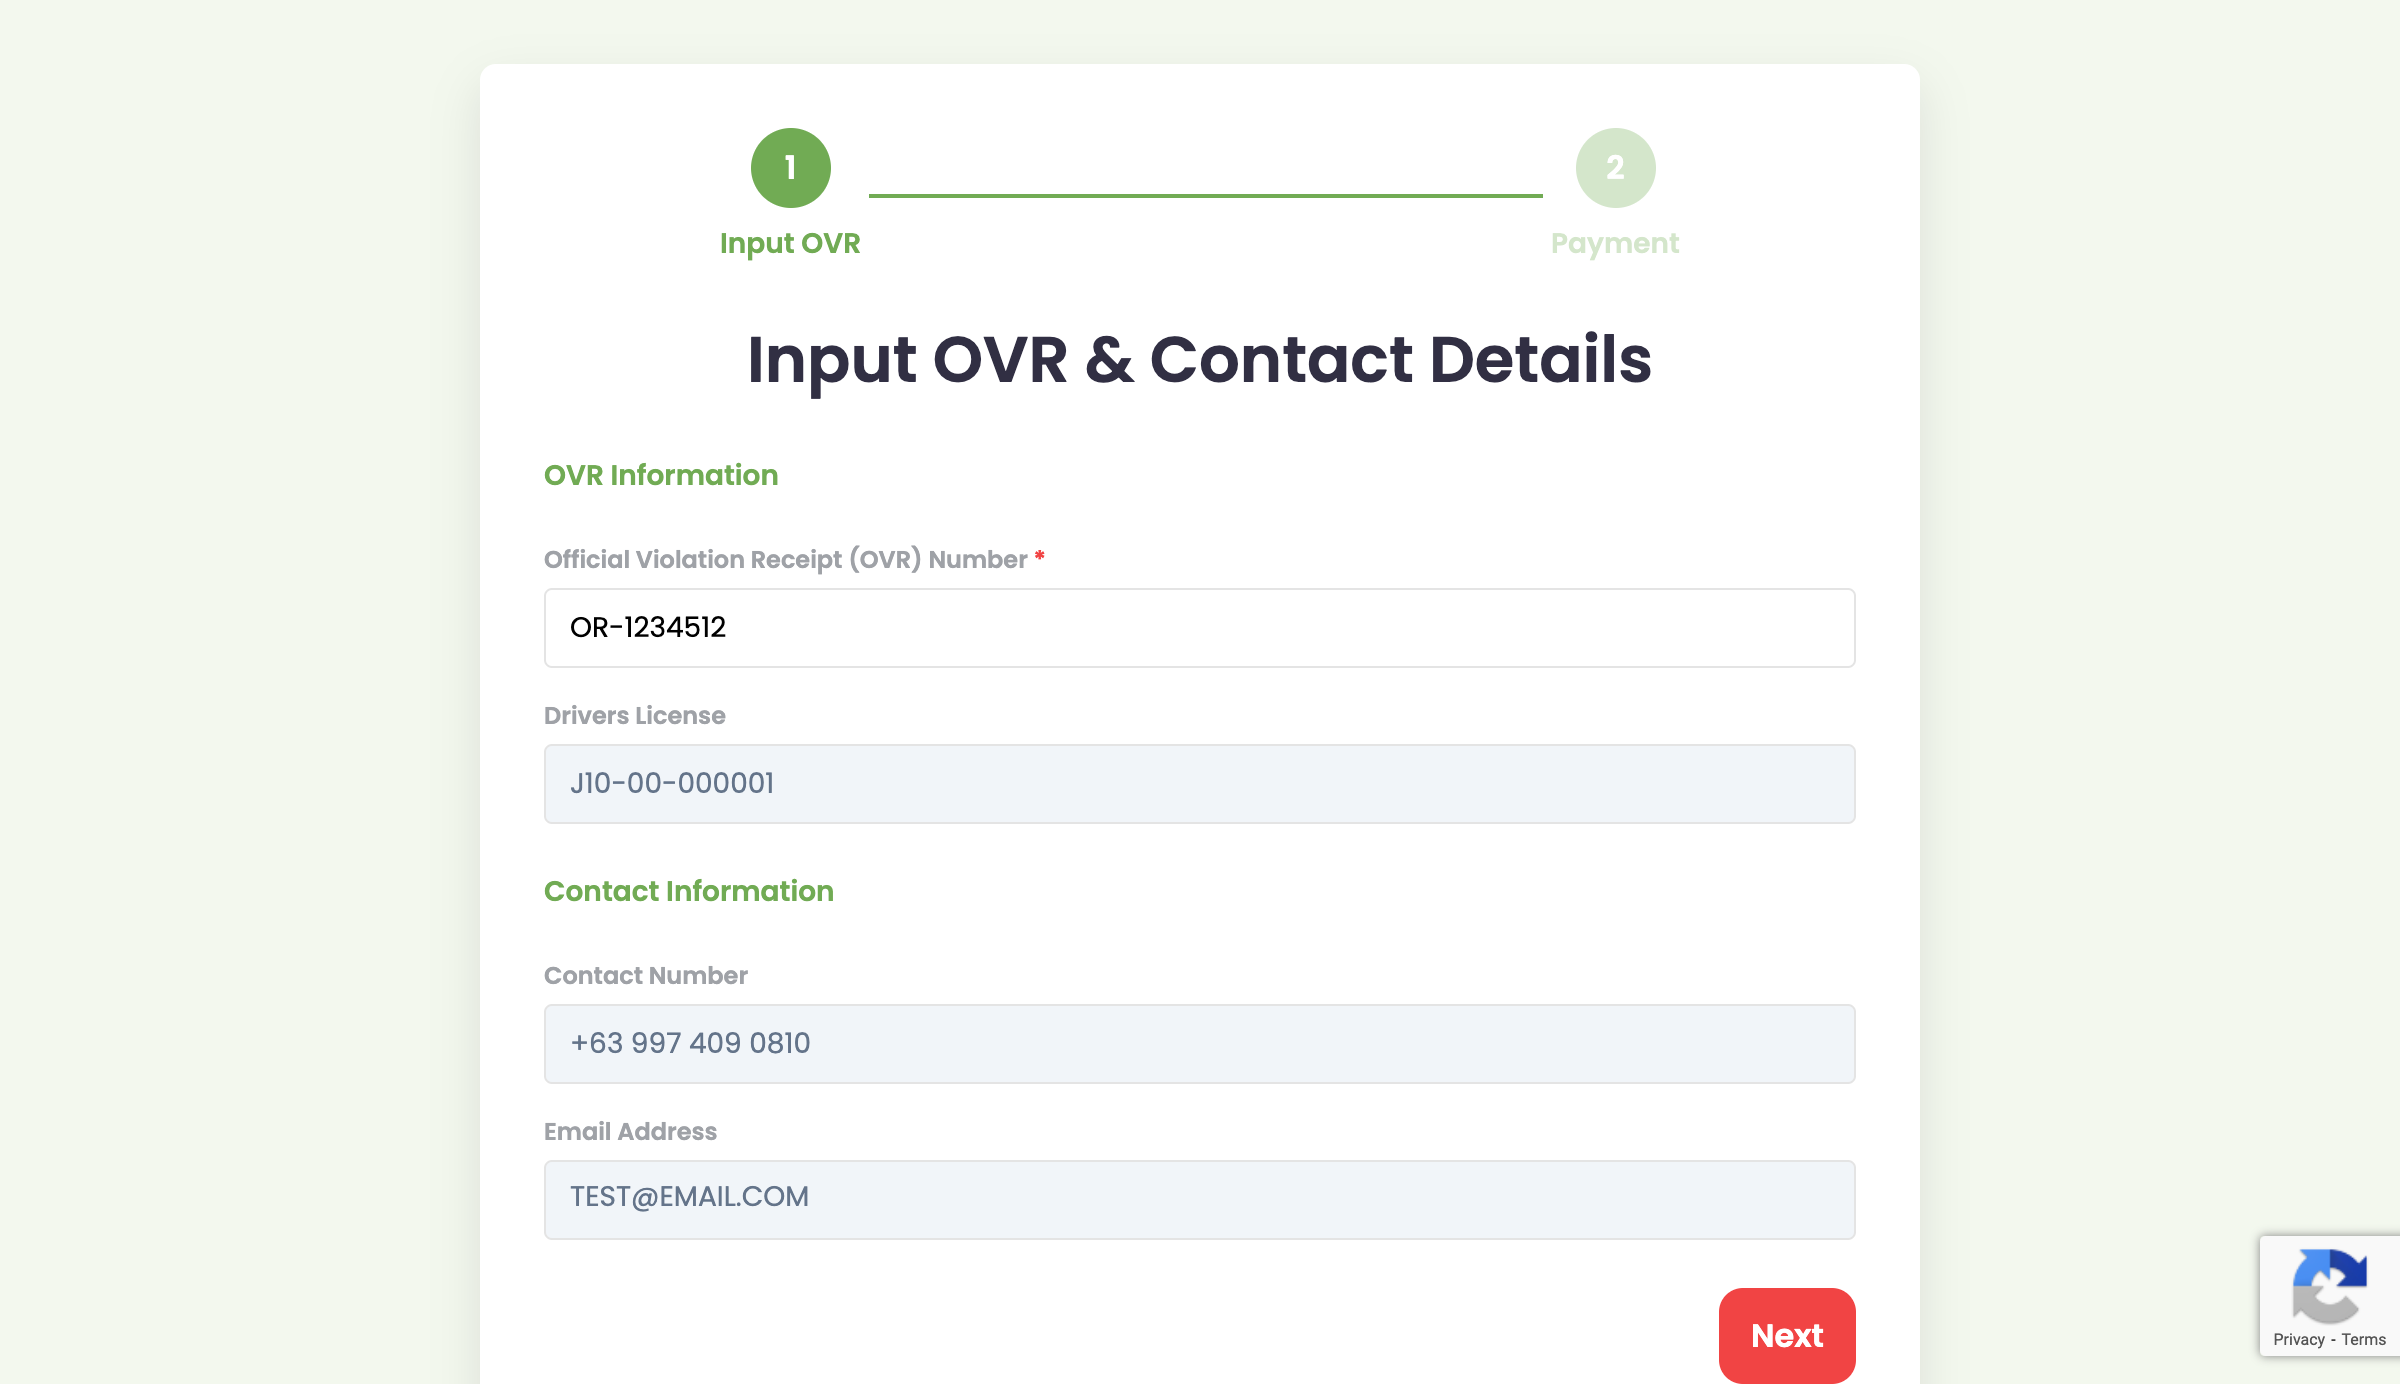 1
2
Input OVR
Payment
Input OVR & Contact Details
OVR Information
Official Violation Receipt (OVR) Number *
OR-1234512
Drivers License
J10-00-000001
Contact Information
Contact Number
+63 997 409 0810
Email Address
TEST@EMAIL.COM
Next
Privacy - Terms